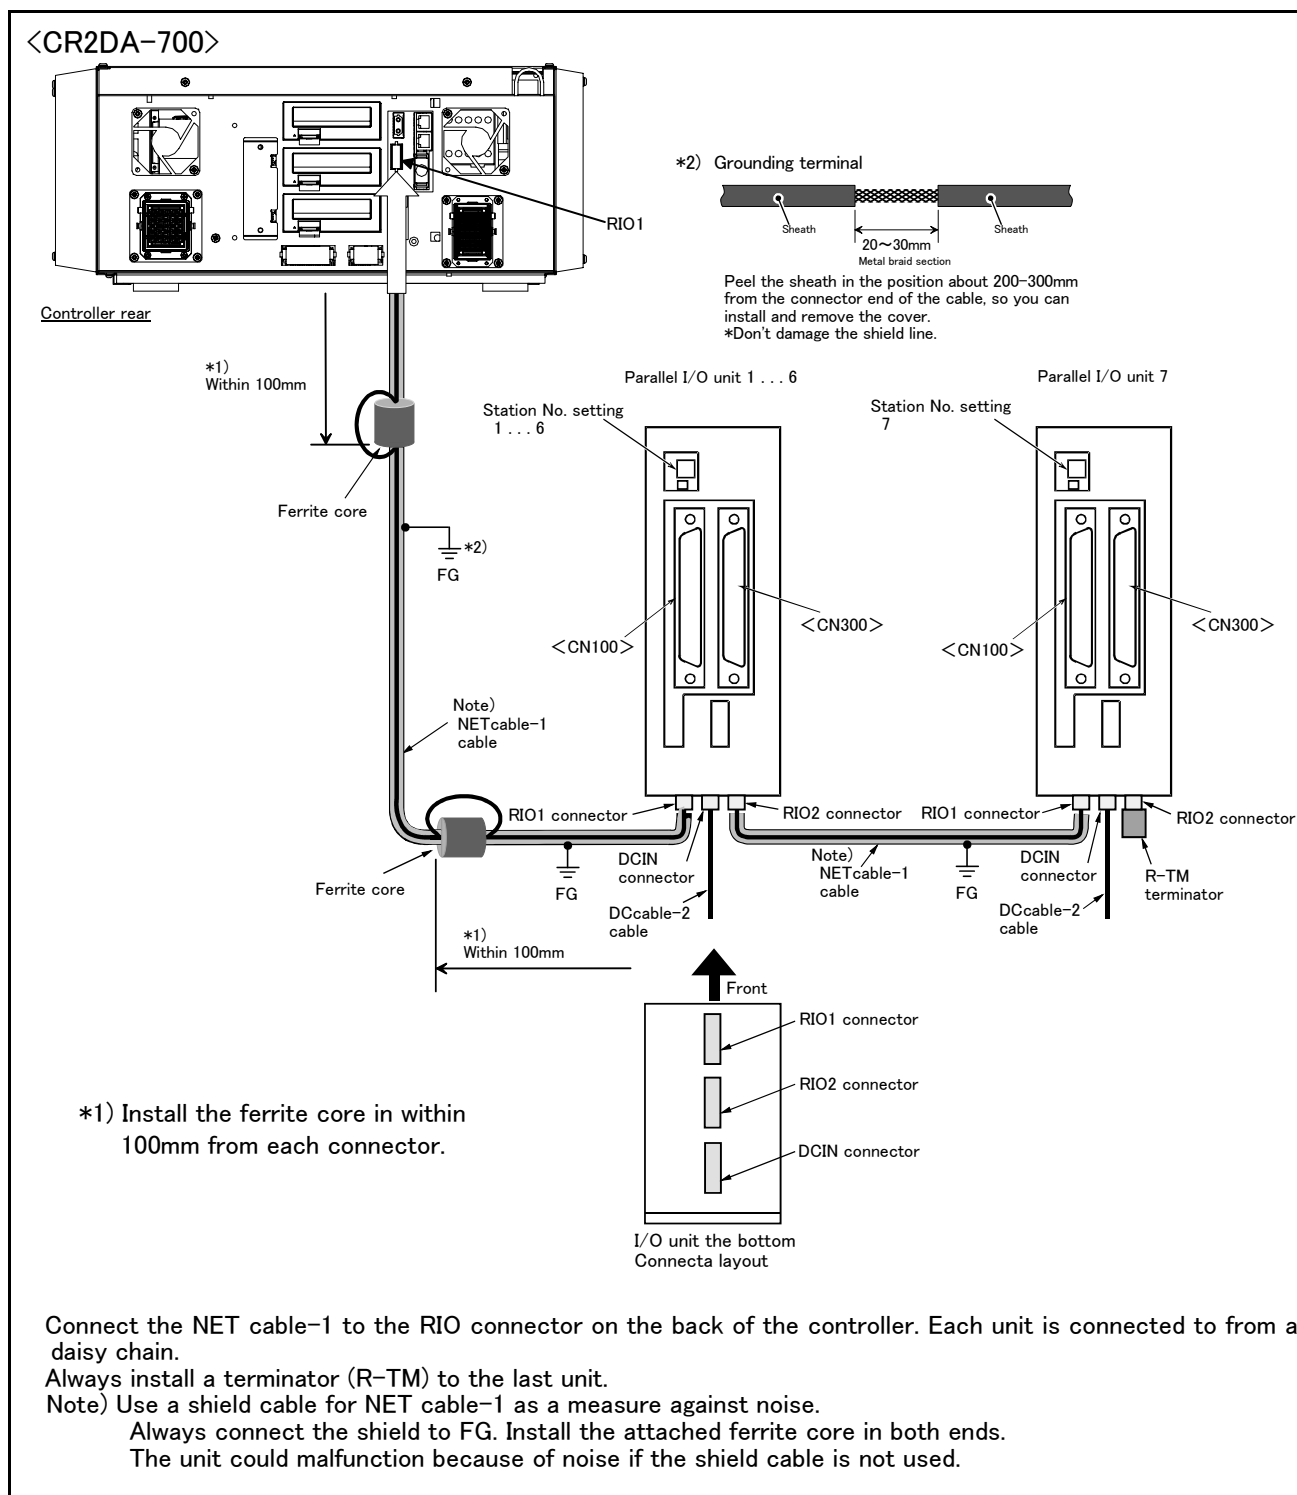 <CR2DA-700>
RIO1
Controller rear
*2) Grounding terminal
Sheath
Sheath
20~30mm
Metal braid section
Peel the sheath in the position about 200-300mm
from the connector end of the cable, so you can
install and remove the cover.
*Don't damage the shield line.
*1)
Within 100mm
Ferrite core
*2)
FG
Parallel I/O unit 1 . . . 6
Station No. setting
1 . . . 6
<CN100>
<CN300>
Parallel I/O unit 7
Station No. setting
7
<CN100>
<CN300>
Note)
NETcable-1
cable
RIO1 connector
RIO2 connector
RIO1 connector
RIO2 connector
Ferrite core
FG
DCIN
connector
DCcable-2
cable
Note)
NETcable-1
cable
FG
DCIN
connector
DCcable-2
cable
R-TM
terminator
*1)
Within 100mm
Front
RIO1 connector
RIO2 connector
DCIN connector
I/O unit the bottom
Connecta layout
*1) Install the ferrite core in within
100mm from each connector.
Connect the NET cable-1 to the RIO connector on the back of the controller. Each unit is connected to from a
daisy chain.
Always install a terminator (R-TM) to the last unit.
Note) Use a shield cable for NET cable-1 as a measure against noise.
Always connect the shield to FG. Install the attached ferrite core in both ends.
The unit could malfunction because of noise if the shield cable is not used.